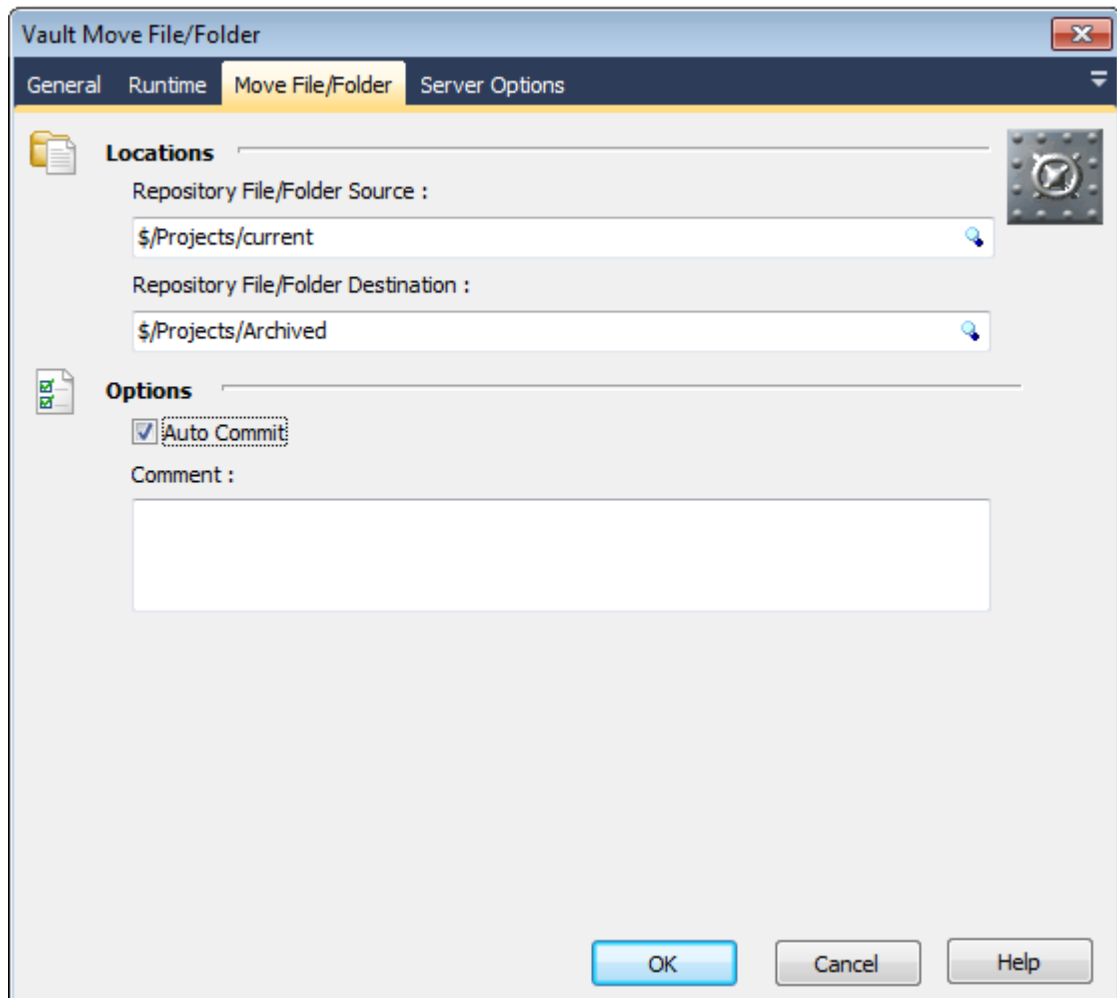 Vault Move File/Folder
General Runtime Move File/Folder Server Options
Locations
Repository File/Folder Source :
$/Projects/current
Repository File/Folder Destination :
$/Projects/Archived
Options
Auto Commit
Comment :
OK Cancel Help